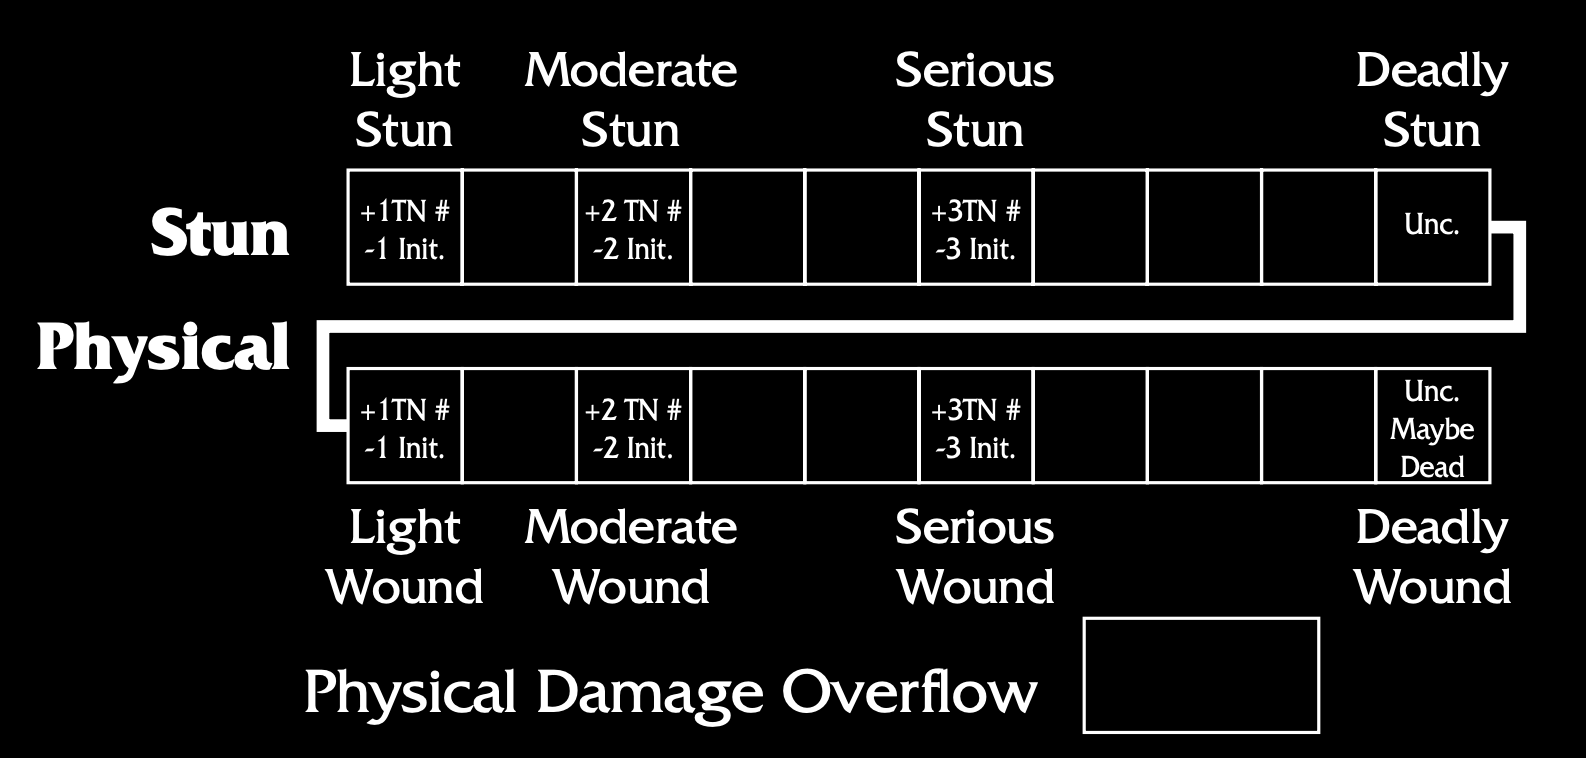 Light Moderate Serious Deadly
Stun Stun Stun Stun
Stun
+1TN # +2 TN # +3TN # Unc.
-1 Init. -2 Init. -3 Init.
Physical
+1TN # +2 TN # +3TN # Unc.
-1 Init. -2 Init. -3 Init. Maybe
Dead
Light Moderate Serious Deadly
Wound Wound Wound Wound
Physical Damage Overflow